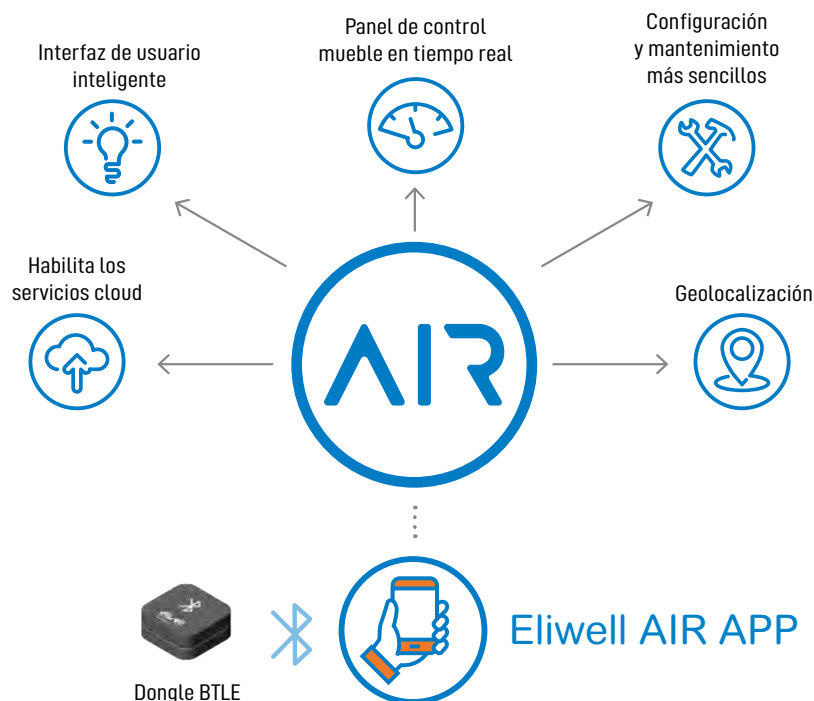 Panel de control
mueble en tiempo real
Interfaz de usuario
inteligente
Configuración
y mantenimiento
más sencillos
Habilita los
servicios cloud
Geolocalización
AIR
Eliwell AIR APP
Dongle BTLE